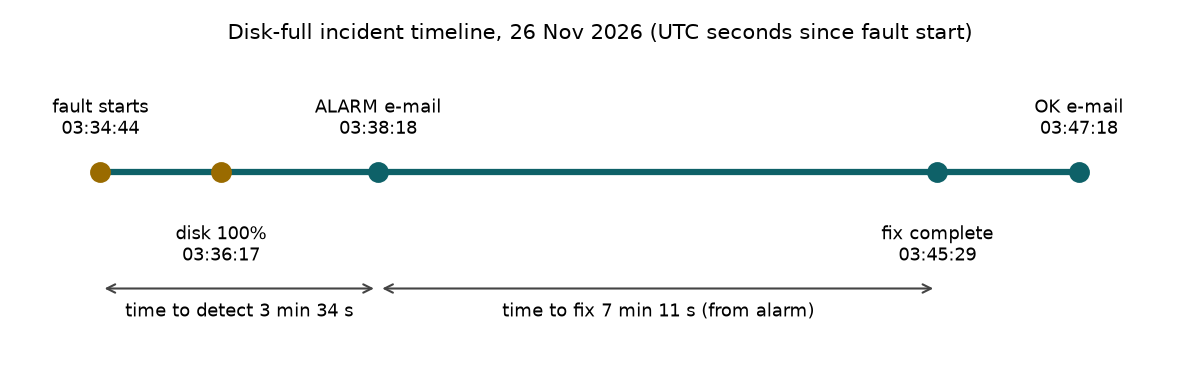 Disk-full incident timeline, 26 Nov 2026 (UTC seconds since fault start)
fault starts
03:34:44
ALARM e-mail
03:38:18
OK e-mail
03:47:18
disk 100%
03:36:17
fix complete
03:45:29
time to detect 3 min 34 s
time to fix 7 min 11 s (from alarm)